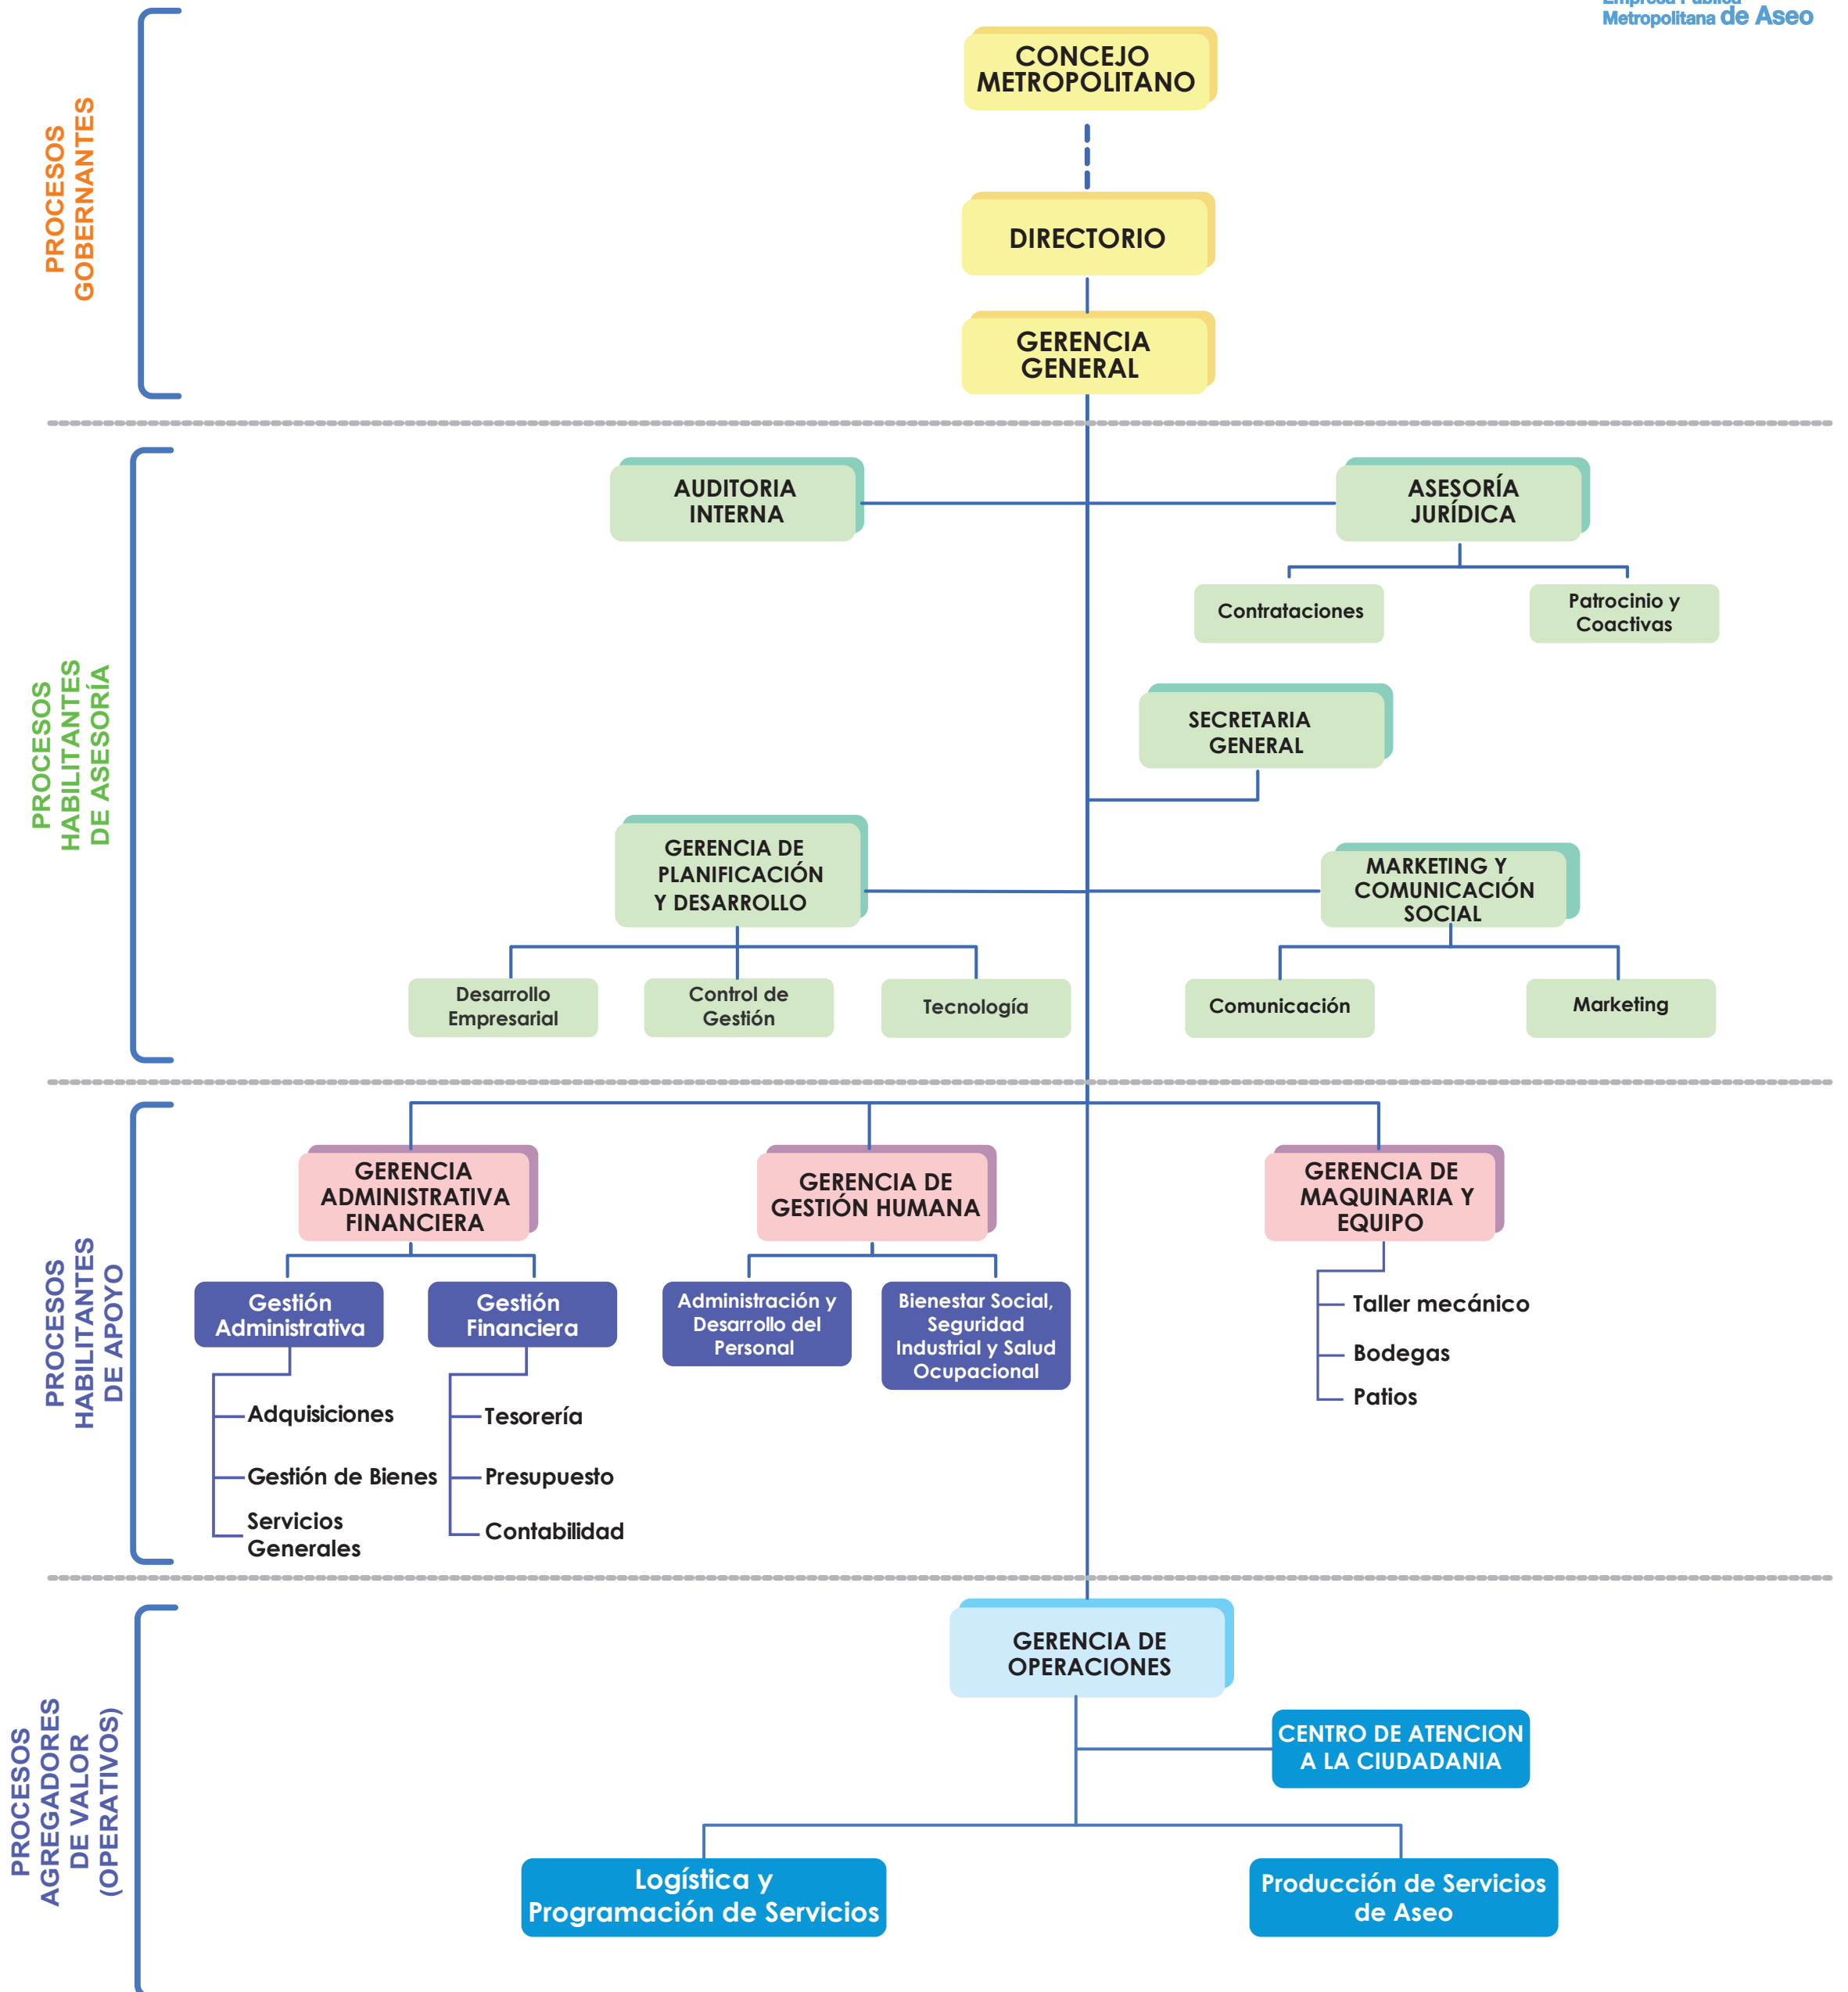 Empresa Pública
Metropolitana de Aseo
PROCESOS
GOBERNANTES
CONCEJO
METROPOLITANO
DIRECTORIO
GERENCIA
GENERAL
PROCESOS
HABILITANTES
DE ASESORÍA
AUDITORIA
INTERNA
ASESORÍA
JURÍDICA
Contrataciones
Patrocinio y
Coactivas
SECRETARIA
GENERAL
GERENCIA DE
PLANIFICACIÓN
Y DESARROLLO
MARKETING Y
COMUNICACIÓN
SOCIAL
Desarrollo
Empresarial
Control de
Gestión
Tecnología
Comunicación
Marketing
PROCESOS
HABILITANTES
DE APOYO
GERENCIA
ADMINISTRATIVA
FINANCIERA
GERENCIA DE
GESTIÓN HUMANA
GERENCIA DE
MAQUINARIA Y
EQUIPO
Gestión
Administrativa
Gestión
Financiera
Administración y
Desarrollo del
Personal
Bienestar Social,
Seguridad
Industrial y Salud
Ocupacional
Taller mecánico
Bodegas
Patios
Adquisiciones
Gestión de Bienes
Servicios
Generales
Tesorería
Presupuesto
Contabilidad
PROCESOS
AGREGADORES
DE VALOR
(OPERATIVOS)
GERENCIA DE
OPERACIONES
CENTRO DE ATENCION
A LA CIUDADANIA
Logística y
Programación de Servicios
Producción de Servicios
de Aseo